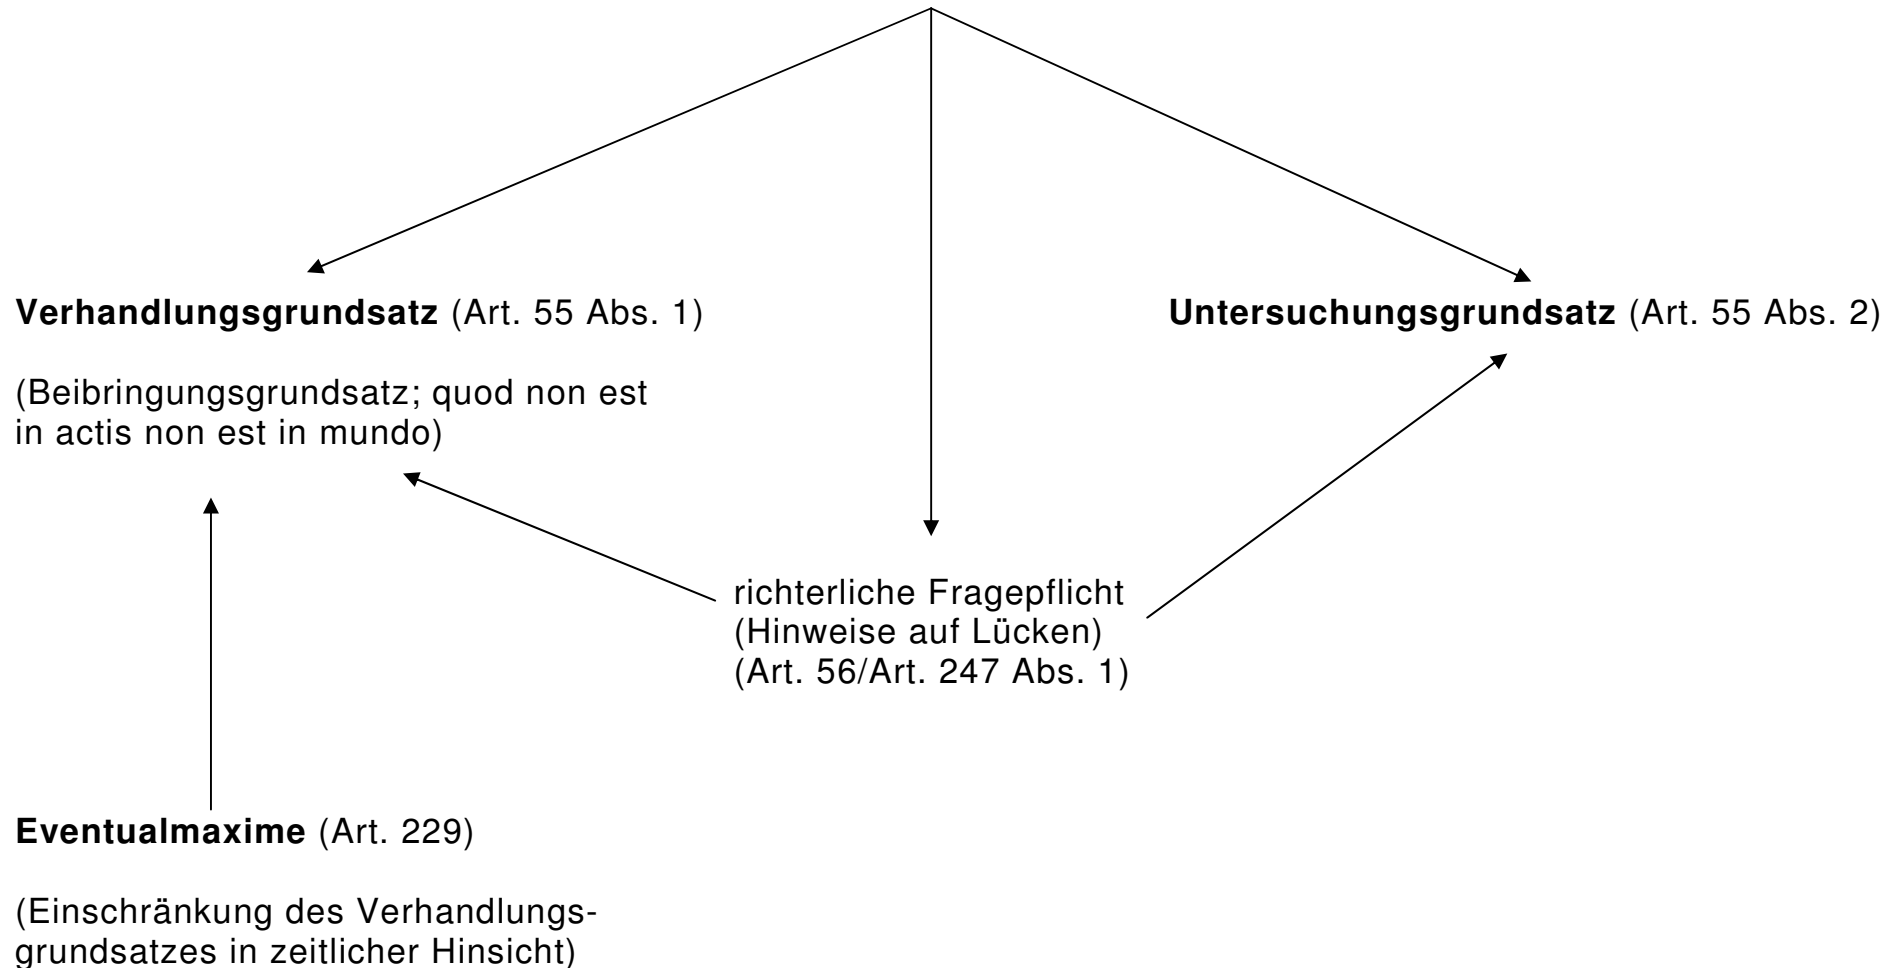 Verhandlungsgrundsatz (Art. 55 Abs. 1)
Untersuchungsgrundsatz (Art. 55 Abs. 2)
(Beibringungsgrundsatz; quod non est
in actis non est in mundo)
richterliche Fragepflicht
(Hinweise auf Lücken)
(Art. 56/Art. 247 Abs. 1)
Eventualmaxime (Art. 229)
(Einschränkung des Verhandlungs-
grundsatzes in zeitlicher Hinsicht)